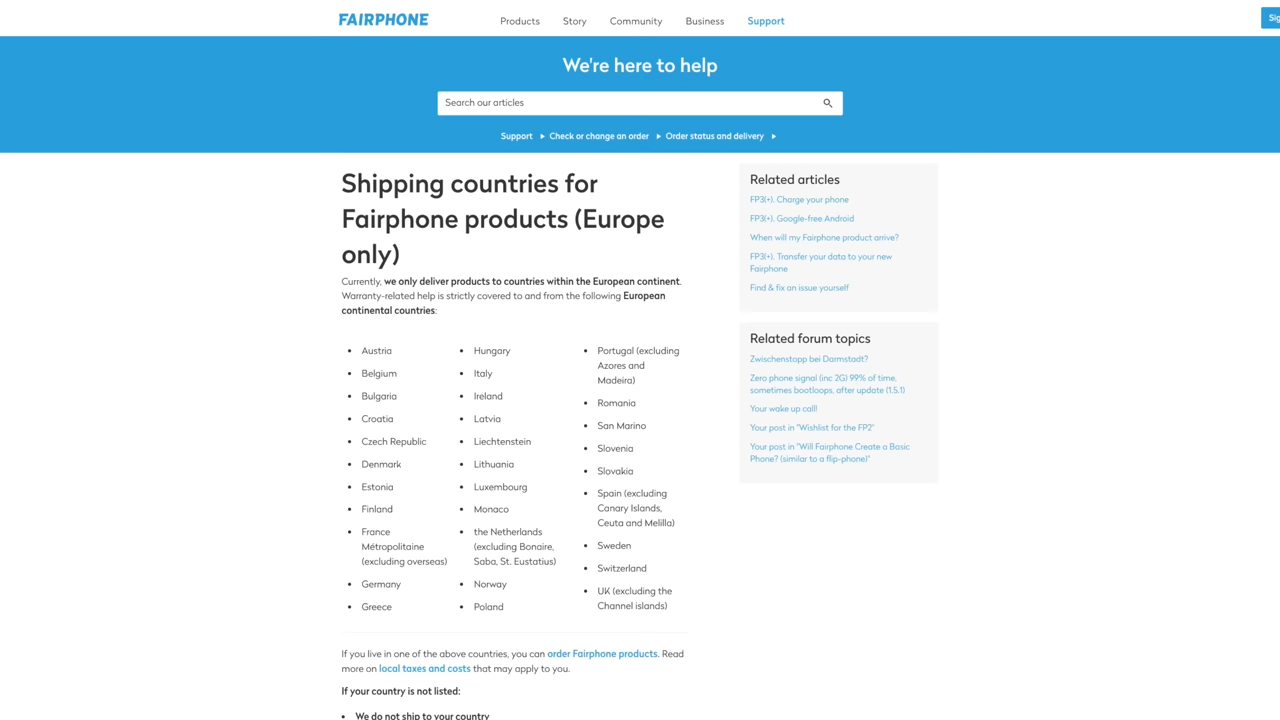 FAIRPHONE
Products Story Community Business Support
We're here to help
Search our articles
Support Check or change an order Order status and delivery
Shipping countries for
Fairphone products (Europe
only)
Currently, we only deliver products to countries within the European continent.
Warranty-related help is strictly covered to and from the following European
continental countries:
• Austria
• Belgium
• Bulgaria
• Croatia
• Czech Republic
• Denmark
• Estonia
• Finland
• France
Métropolitaine
(excluding overseas)
• Germany
• Greece
• Hungary
• Italy
• Ireland
• Latvia
• Liechtenstein
• Lithuania
• Luxembourg
• Monaco
• the Netherlands
(excluding Bonaire,
Saba, St. Eustatius)
• Norway
• Poland
• Portugal (excluding
Azores and
Madeira)
• Romania
• San Marino
• Slovenia
• Slovakia
• Spain (excluding
Canary Islands,
Ceuta and Melilla)
• Sweden
• Switzerland
• UK (excluding the
Channel islands)
If you live in one of the above countries, you can order Fairphone products. Read
more on local taxes and costs that may apply to you.
If your country is not listed:
• We do not ship to your country
Related articles
FP3(+). Charge your phone
FP3(+). Google-free Android
When will my Fairphone product arrive?
FP3(+). Transfer your data to your new
Fairphone
Find & fix an issue yourself
Related forum topics
Zwischenstopp bei Darmstadt?
Zero phone signal (inc 2G) 99% of time,
sometimes bootloops, after update (1.5.1)
Your wake up call!
Your post in "Wishlist for the FP2"
Your post in "Will Fairphone Create a Basic
Phone? (similar to a flip-phone)"